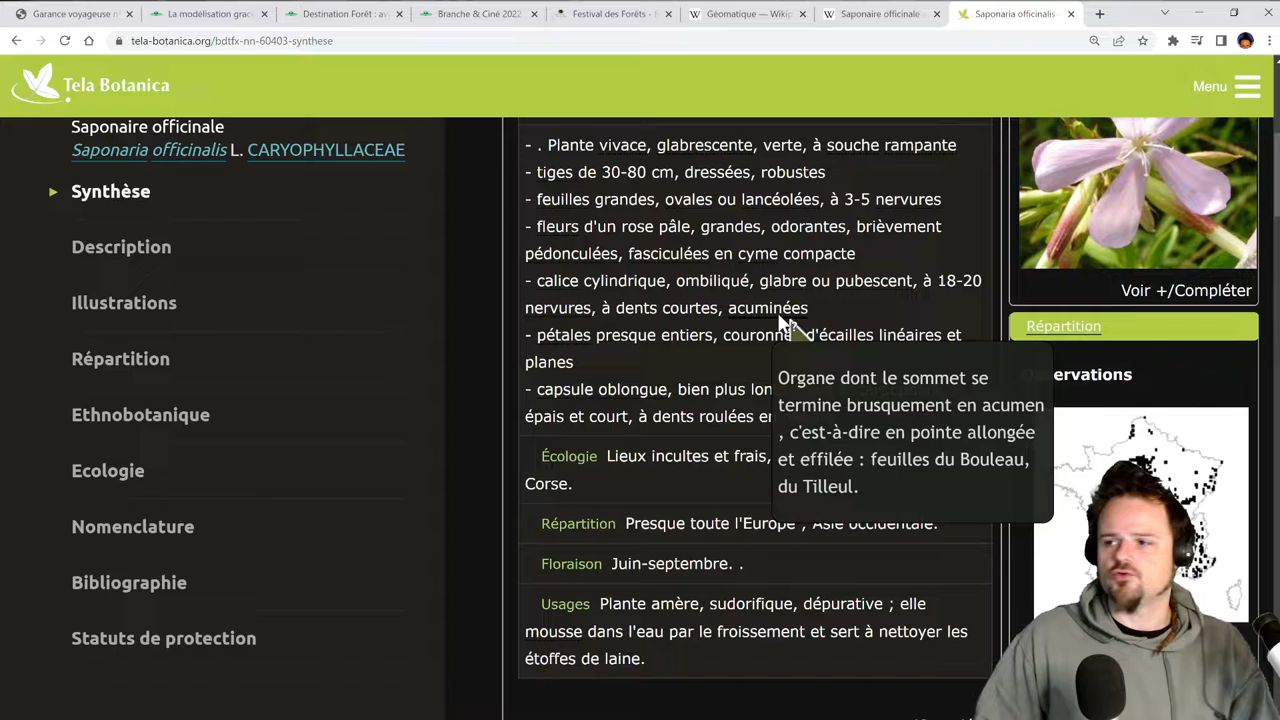 Garance voyageuse n
La modélisation grac
Destination Forêt : av
Branche & Ciné 2022
Festival des Forêts - f
Géomatique — Wikip
Saponaire officinale
Saponaria officinalis
tela-botanica.org/bdtfx-nn-60403-synthese
Tela Botanica
Menu
Saponaire officinale
Saponaria officinalis L. CARYOPHYLLACEAE
Synthèse
Description
Illustrations
Répartition
Ethnobotanique
Ecologie
Nomenclature
Bibliographie
Statuts de protection
- . Plante vivace, glabrescente, verte, à souche rampante
- tiges de 30-80 cm, dressées, robustes
- feuilles grandes, ovales ou lancéolées, à 3-5 nervures
- fleurs d'un rose pâle, grandes, odorantes, brièvement
pédonculées, fasciculées en cyme compacte
- calice cylindrique, ombiliqué, glabre ou pubescent, à 18-20
nervures, à dents courtes, acuminées
- pétales presque entiers, couronné d'écailles linéaires et
planes
- capsule oblongue, bien plus lon
épais et court, à dents roulées en
Écologie Lieux incultes et frais,
Corse.
Répartition Presque toute l'Europe , Asie occidentale.
Floraison Juin-septembre. .
Usages Plante amère, sudorifique, dépurative ; elle
mousse dans l'eau par le froissement et sert à nettoyer les
étoffes de laine.
Organe dont le sommet se
termine brusquement en acumen
, c'est-à-dire en pointe allongée
et effilée : feuilles du Bouleau,
du Tilleul.
Voir +/Compléter
Répartition
servations